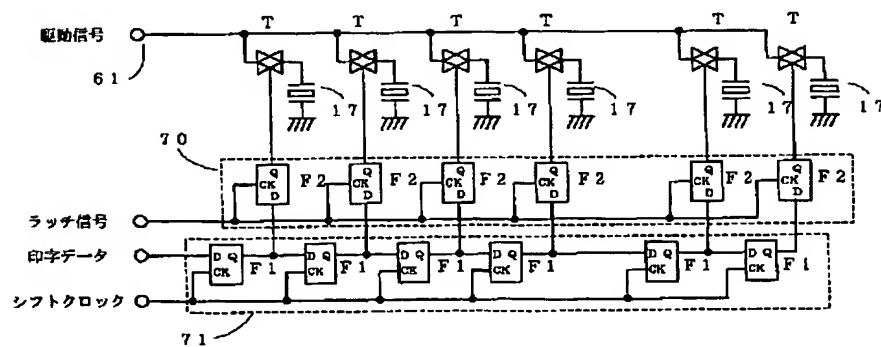 T T T T T T
駆動信号
61
17 17 17 17 17 17
70
Q Q Q Q Q Q
CK F2 CK F2 CK F2 CK F2 CK F2 CK F2
D D D D D D
ラッチ信号
印字データ
D Q D Q D Q D Q D Q D Q
CK F1 CK F1 CK F1 CK F1 CK F1 CK F1
シフトクロック
71